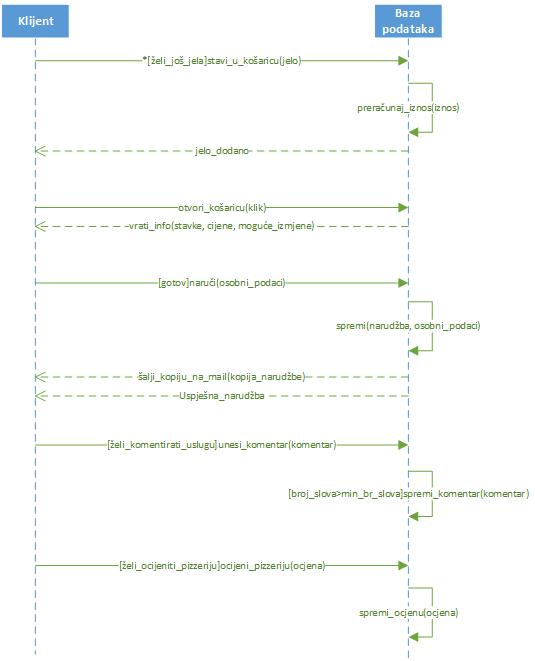 Klijent
Baza
podataka
*[želi_još_jela]stavi_u_košaricu(jelo)
preračunaj_iznos(iznos)
jelo_dodano
otvori_košaricu(klik)
vrati_info(stavke, cijene, moguće_izmjene)
[gotov]naruči(osobni_podaci)
spremi(narudžba, osobni_podaci)
šalji_kopiju_na_mail(kopija_narudžbe)
Uspješna_narudžba
[želi_komentirati_uslugu]unesi_komentar(komentar)
[broj_slova>min_br_slova]spremi_komentar(komentar)
[želi_ocijeniti_pizzeriju]ocijeni_pizzeriju(ocjena)
spremi_ocjenu(ocjena)